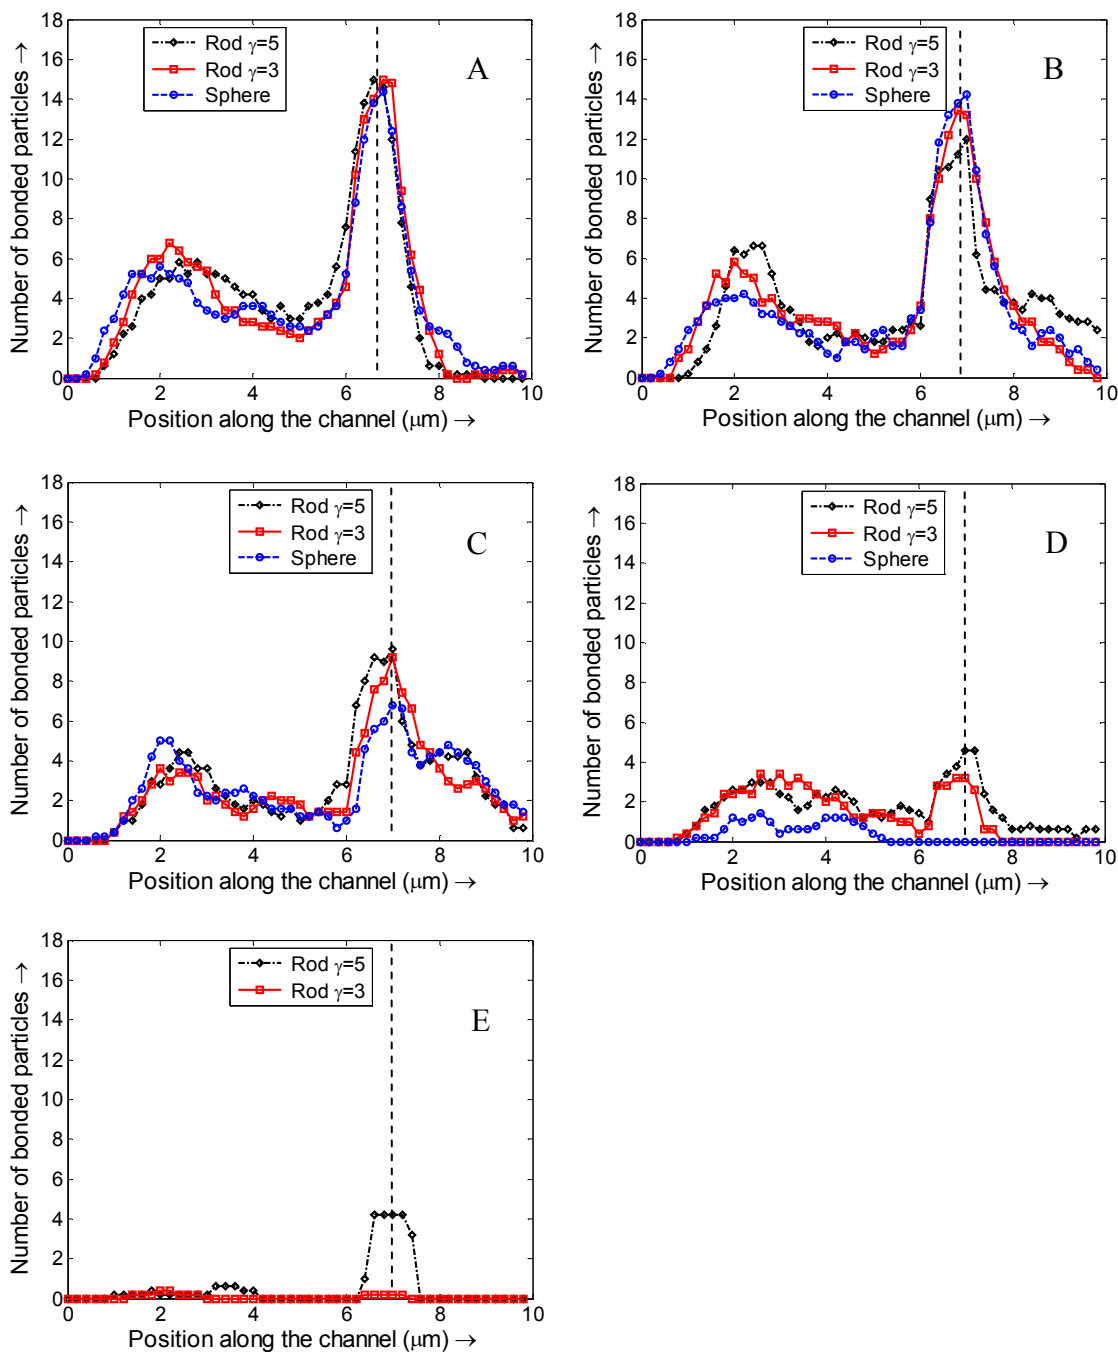 A
Rod γ=5
Rod γ=3
Sphere
Number of bonded particles →
18
16
14
12
10
8
6
4
2
0
0 2 4 6 8 10
Position along the channel (μm) →
B
Rod γ=5
Rod γ=3
Sphere
Number of bonded particles →
18
16
14
12
10
8
6
4
2
0
0 2 4 6 8 10
Position along the channel (μm) →
C
Rod γ=5
Rod γ=3
Sphere
Number of bonded particles →
18
16
14
12
10
8
6
4
2
0
0 2 4 6 8 10
Position along the channel (μm) →
D
Rod γ=5
Rod γ=3
Sphere
Number of bonded particles →
18
16
14
12
10
8
6
4
2
0
0 2 4 6 8 10
Position along the channel (μm) →
E
Rod γ=5
Rod γ=3
Number of bonded particles →
18
16
14
12
10
8
6
4
2
0
0 2 4 6 8 10
Position along the channel (μm) →